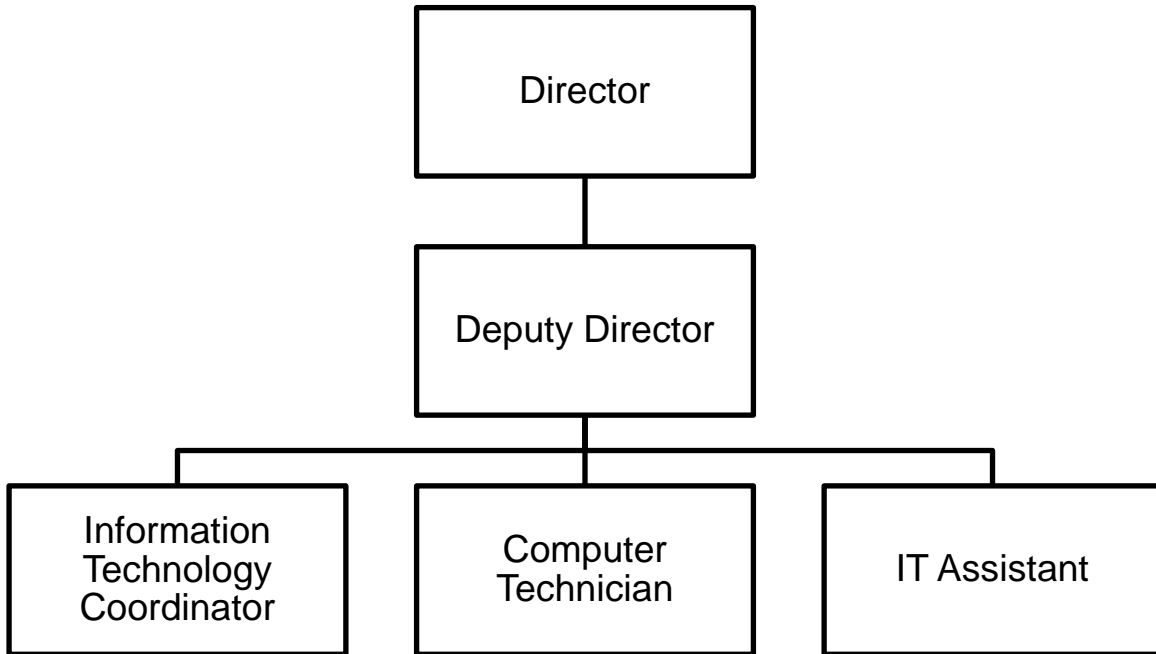 Director
Deputy Director
Information
Technology
Coordinator
Computer
Technician
IT Assistant